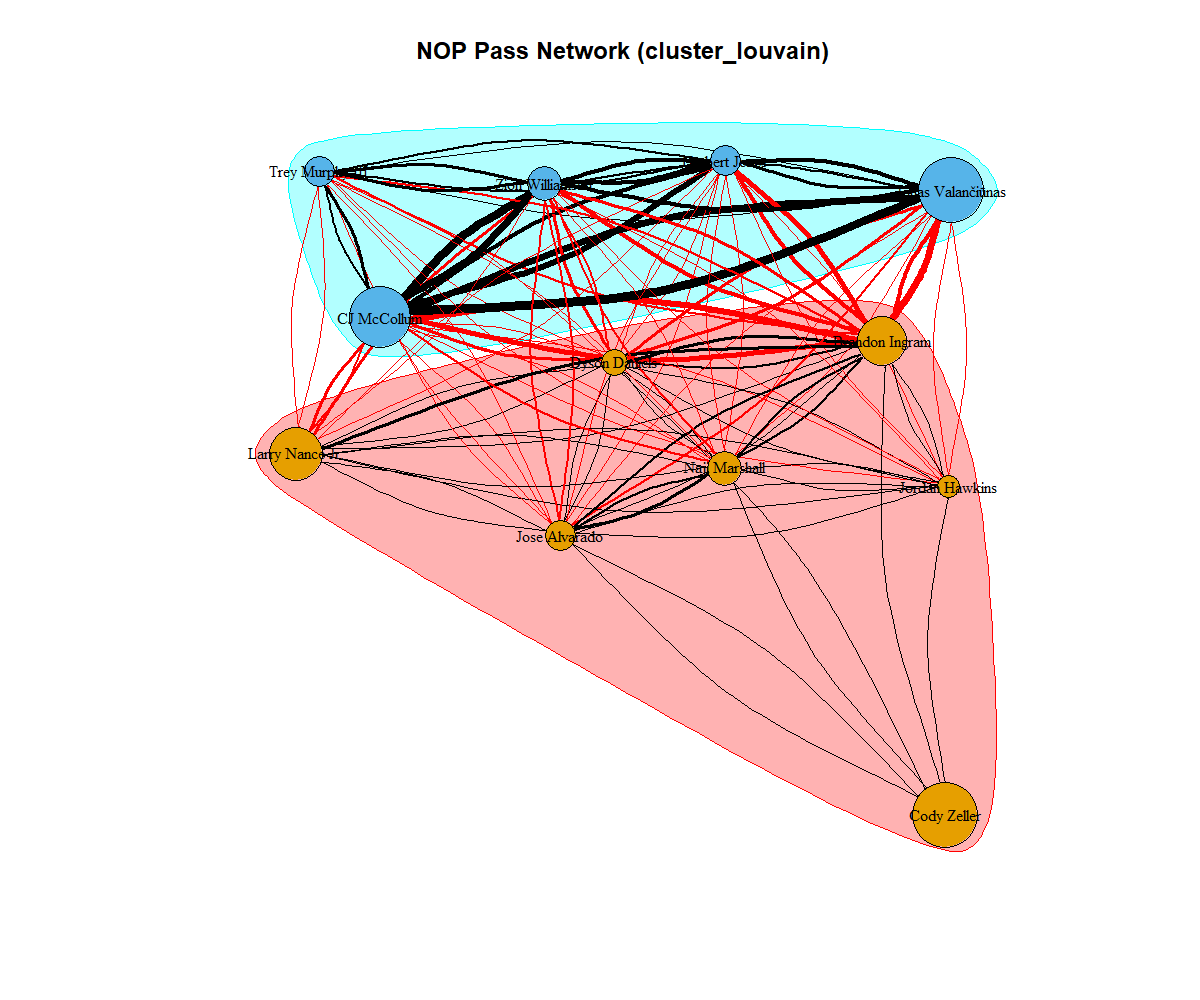 NOP Pass Network (cluster_louvain)
Trey Murphy III
Zion Williamson
Herbert Jones
Jonas Valančiūnas
CJ McCollum
Brandon Ingram
Dyson Daniels
Larry Nance Jr.
Naji Marshall
Jordan Hawkins
Jose Alvarado
Cody Zeller